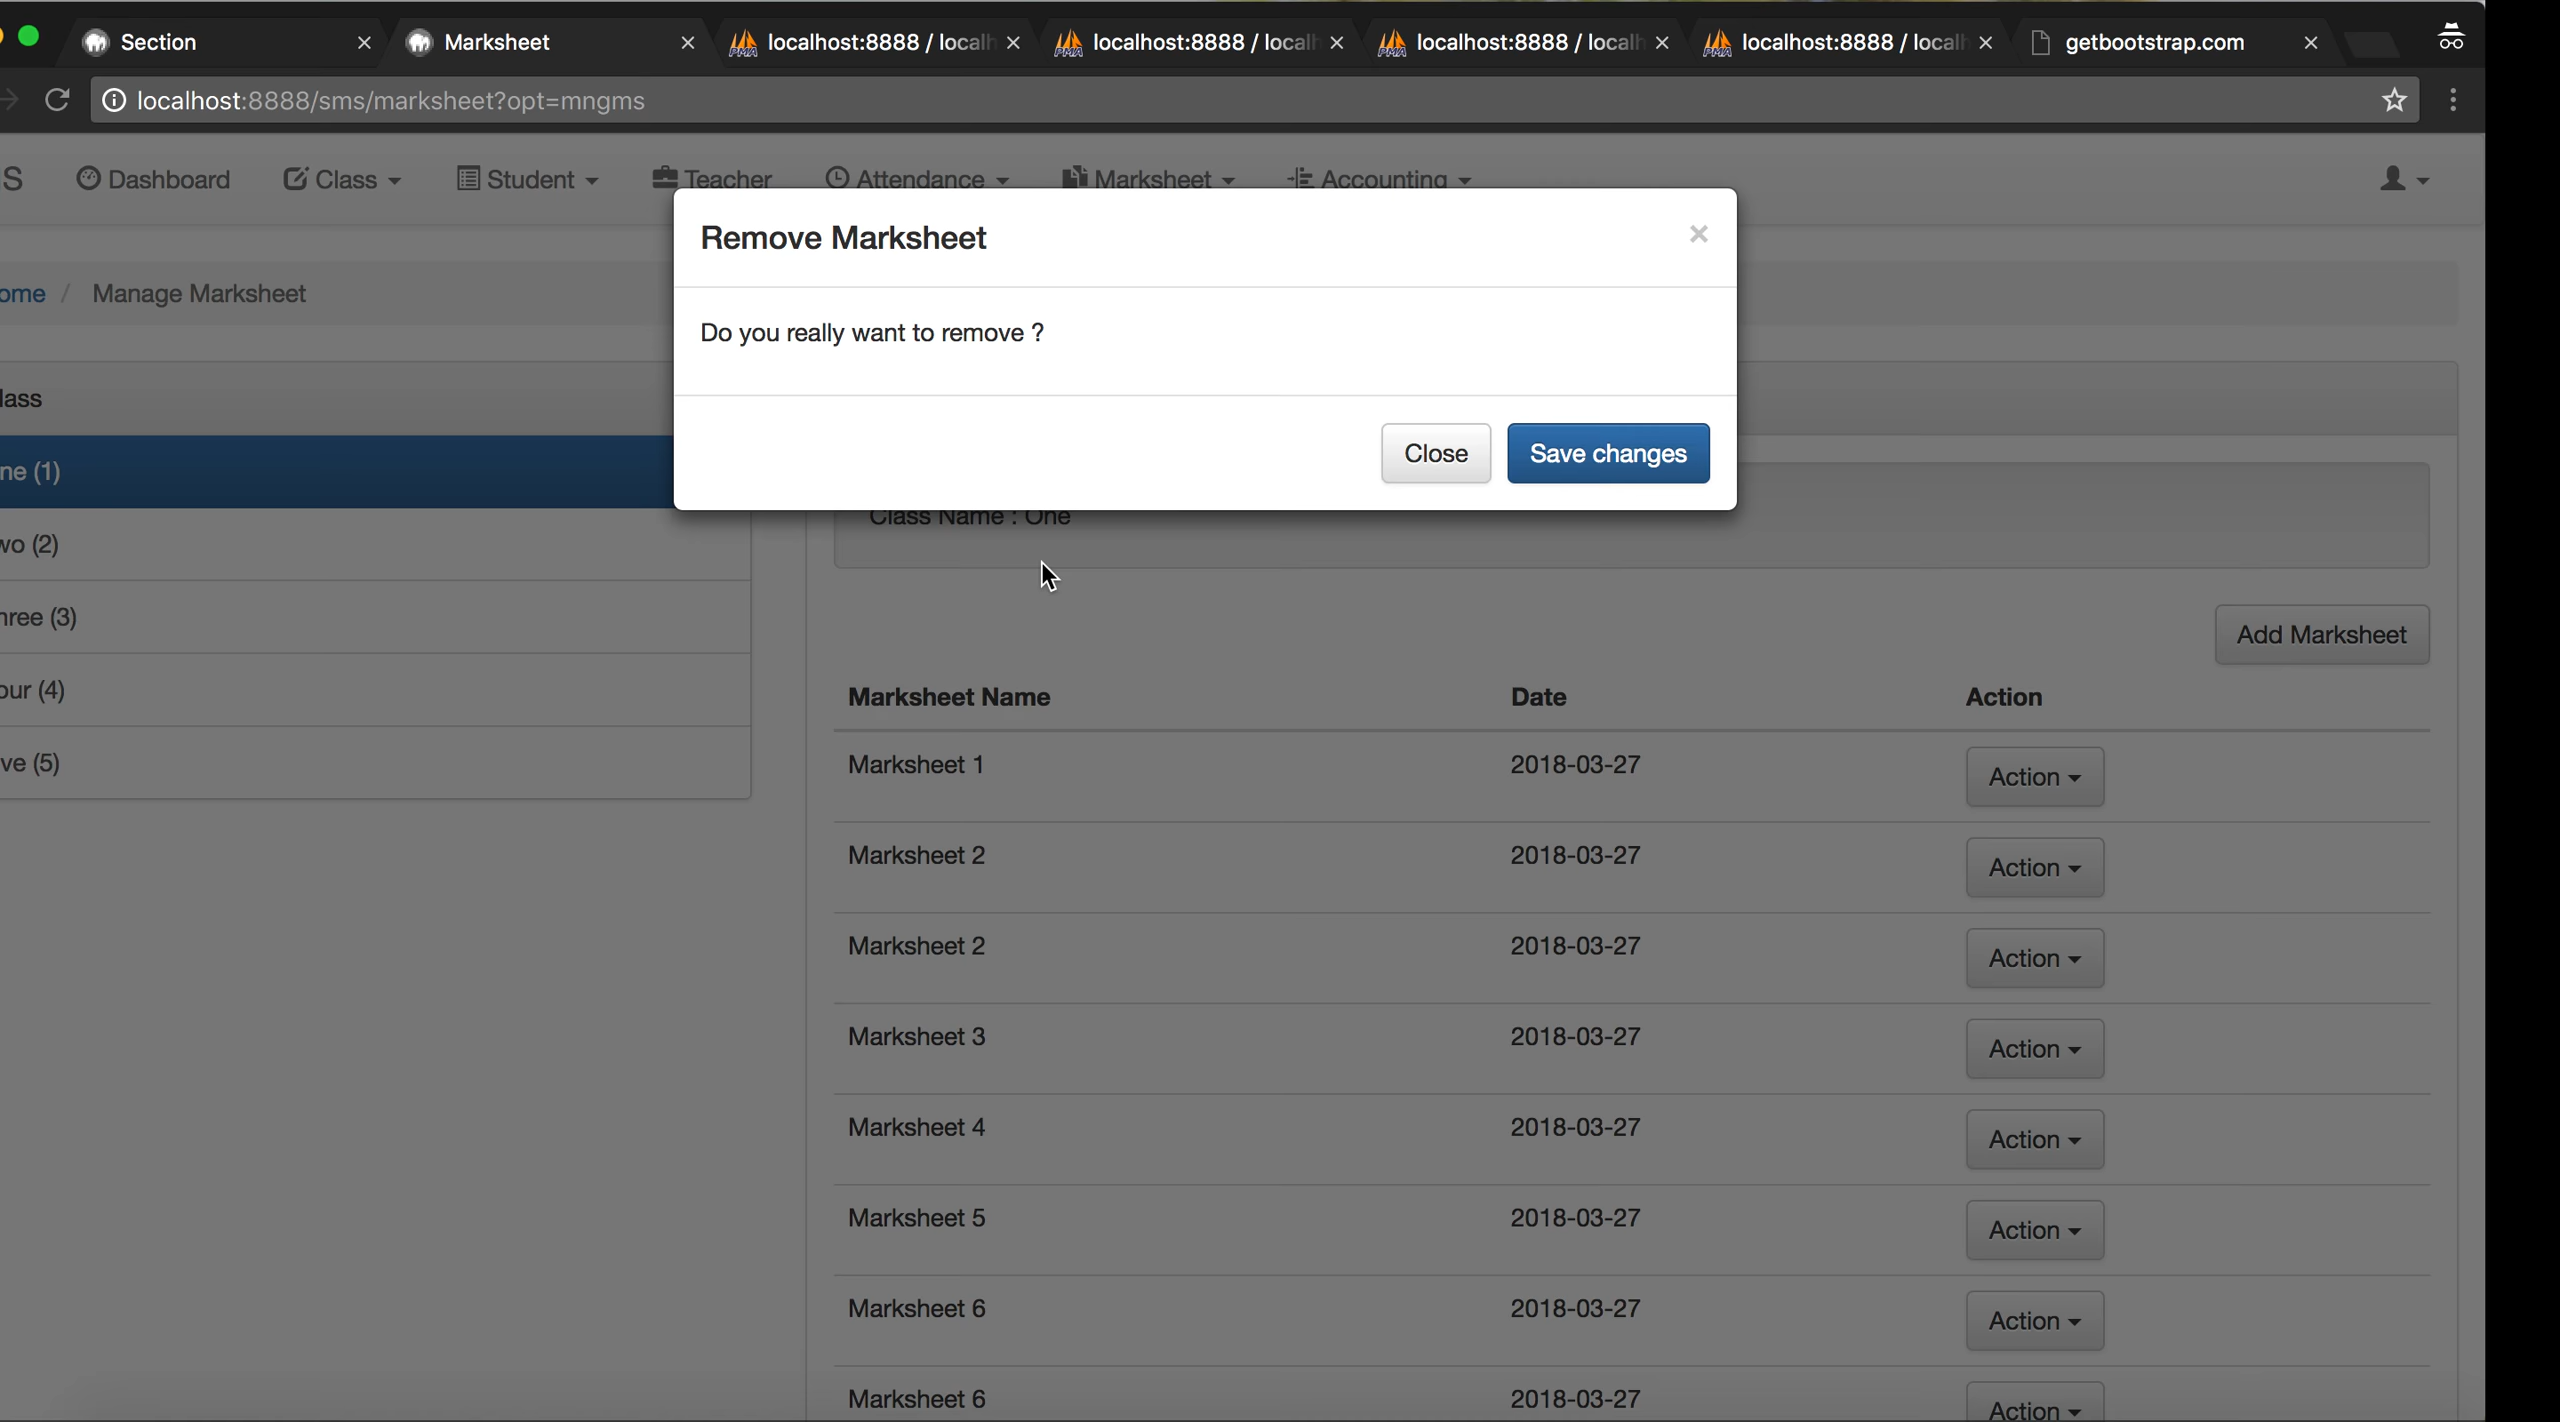 Section
Marksheet
localhost:8888 / localh
localhost:8888 / localh
localhost:8888 / localh
localhost:8888 / localh
getbootstrap.com
localhost:8888/sms/marksheet?opt=mngms
S
Dashboard
Class
Student
Teacher
Attendance
Marksheet
Accounting
Remove Marksheet
ome / Manage Marksheet
Do you really want to remove ?
lass
Close
Save changes
ne (1)
Class Name : One
wo (2)
hree (3)
our (4)
ve (5)
Add Marksheet
Marksheet Name Date Action
Marksheet 1 2018-03-27 Action
Marksheet 2 2018-03-27 Action
Marksheet 2 2018-03-27 Action
Marksheet 3 2018-03-27 Action
Marksheet 4 2018-03-27 Action
Marksheet 5 2018-03-27 Action
Marksheet 6 2018-03-27 Action
Marksheet 6 2018-03-27 Action